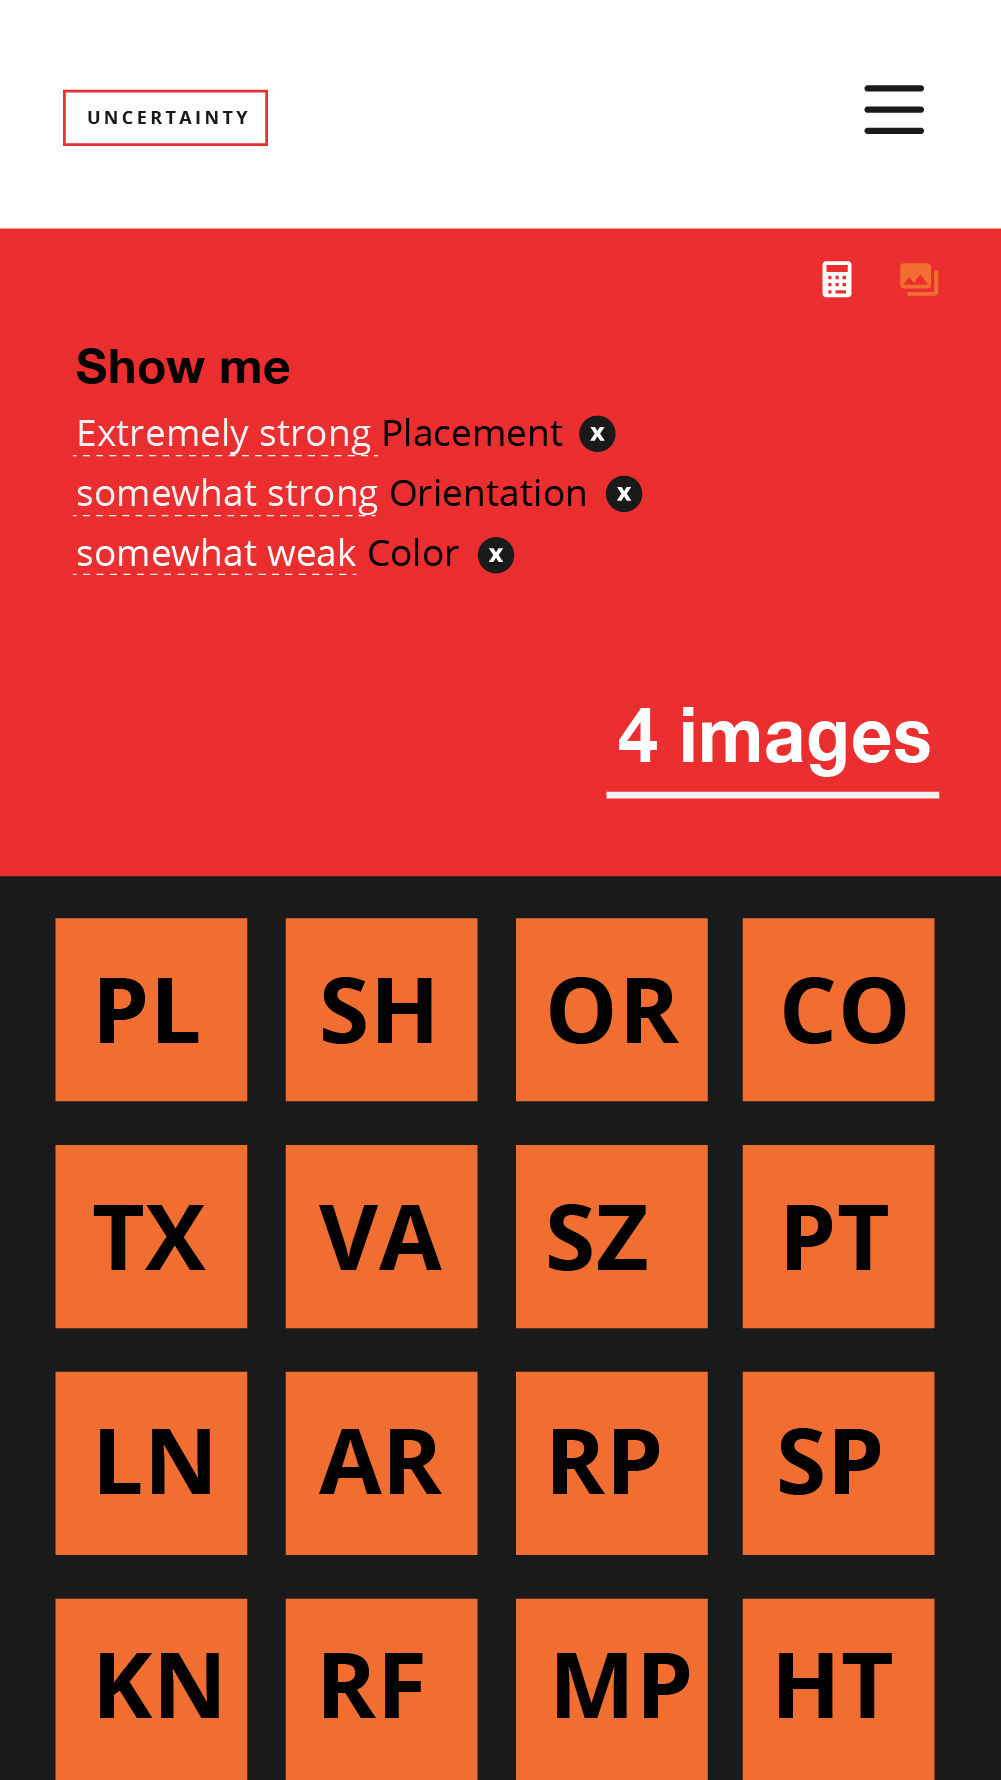 UNCERTAINTY
Show me
Extremely strong Placement x
somewhat strong Orientation x
somewhat weak Color x
4 images
PL SH OR CO
TX VA SZ PT
LN AR RP SP
KN RF MP HT